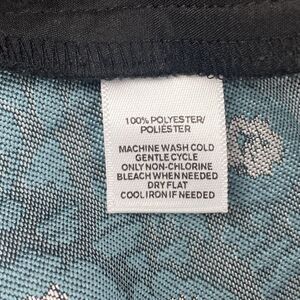 100% POLYESTER/
POLIÉSTER
MACHINE WASH COLD
GENTLE CYCLE
ONLY NON-CHLORINE
BLEACH WHEN NEEDED
DRY FLAT
COOL IRON IF NEEDED